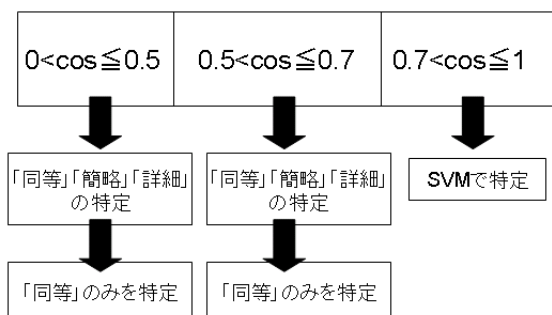 0<cos≦0.5
0.5<cos≦0.7
0.7<cos≦1
「同等」「簡略」「詳細」
の特定
「同等」「簡略」「詳細」
の特定
SVMで特定
「同等」のみを特定
「同等」のみを特定